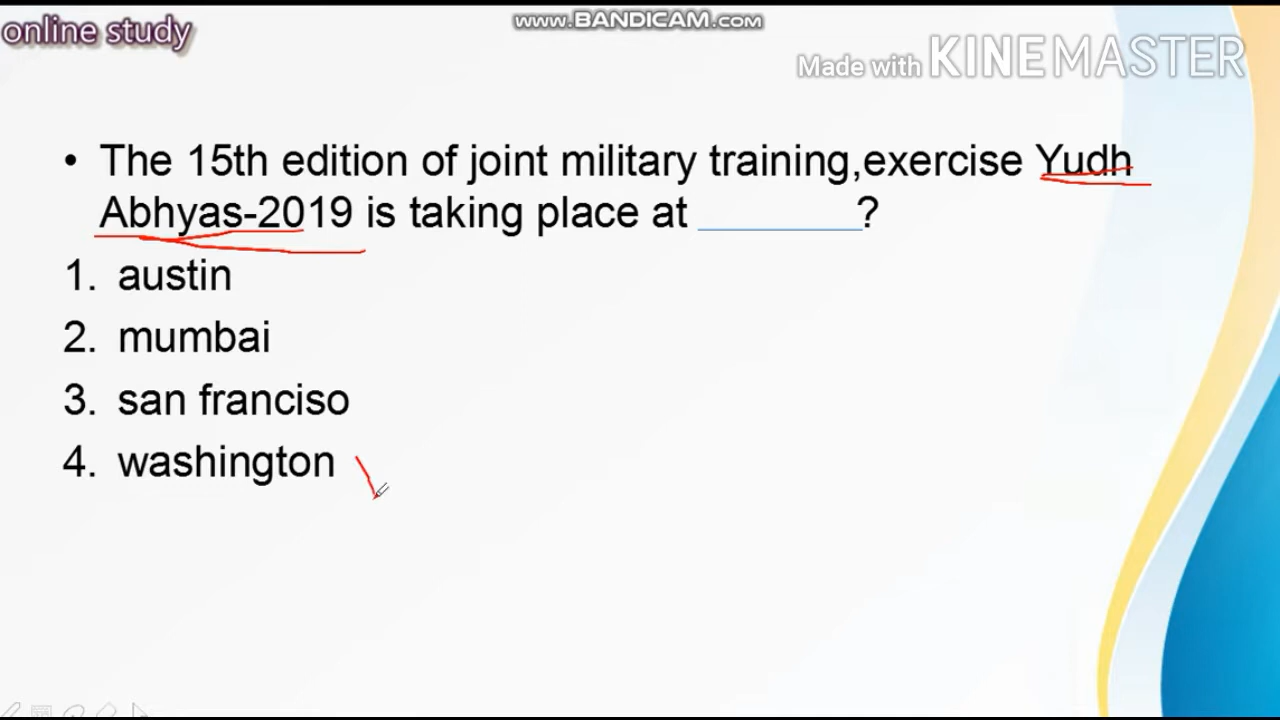 online study
www.BANDICAM.com
Made with KINEMASTER
• The 15th edition of joint military training,exercise Yudh
Abhyas-2019 is taking place at ________?
1. austin
2. mumbai
3. san franciso
4. washington